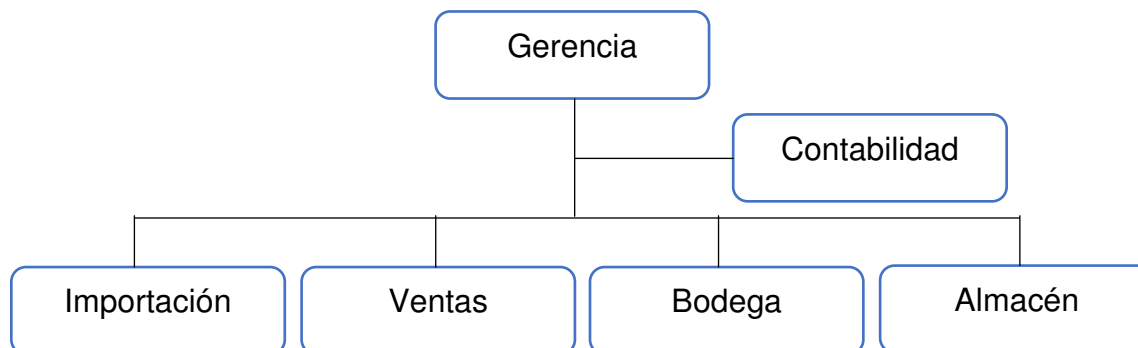 Gerencia
Contabilidad
Importación
Ventas
Bodega
Almacén